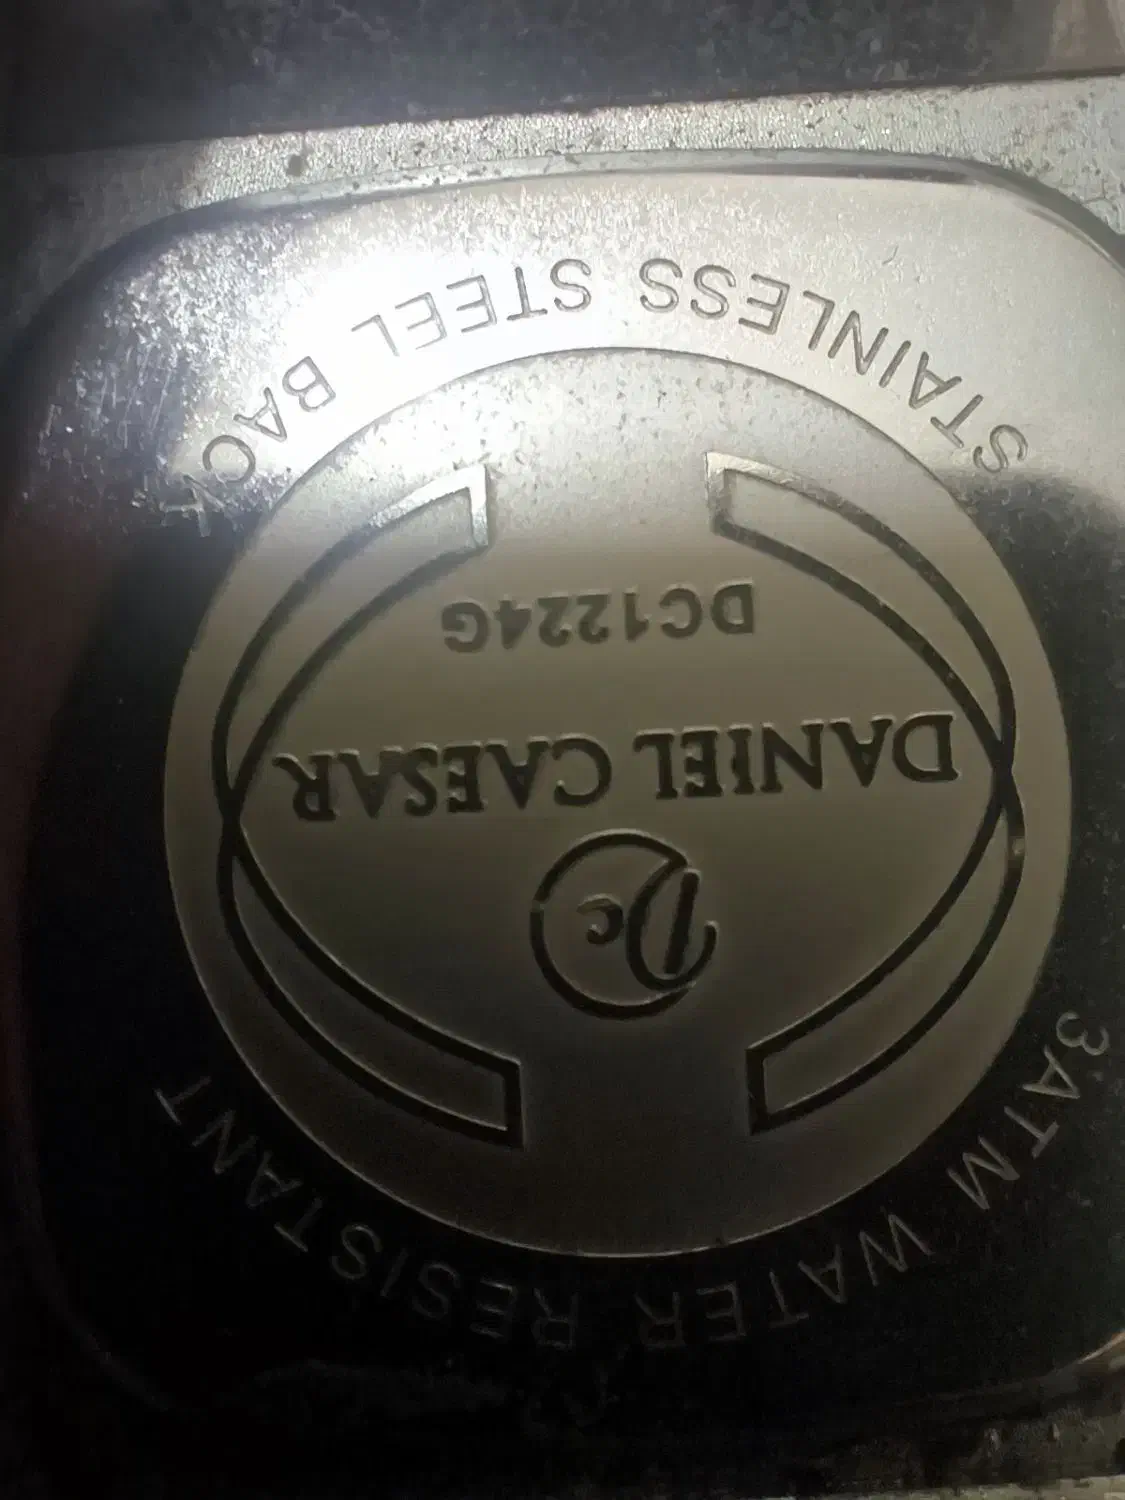 3ATM WATER RESISTANT
Dc
DANIEL CAESAR
DC1224G
STAINLESS STEEL BACK